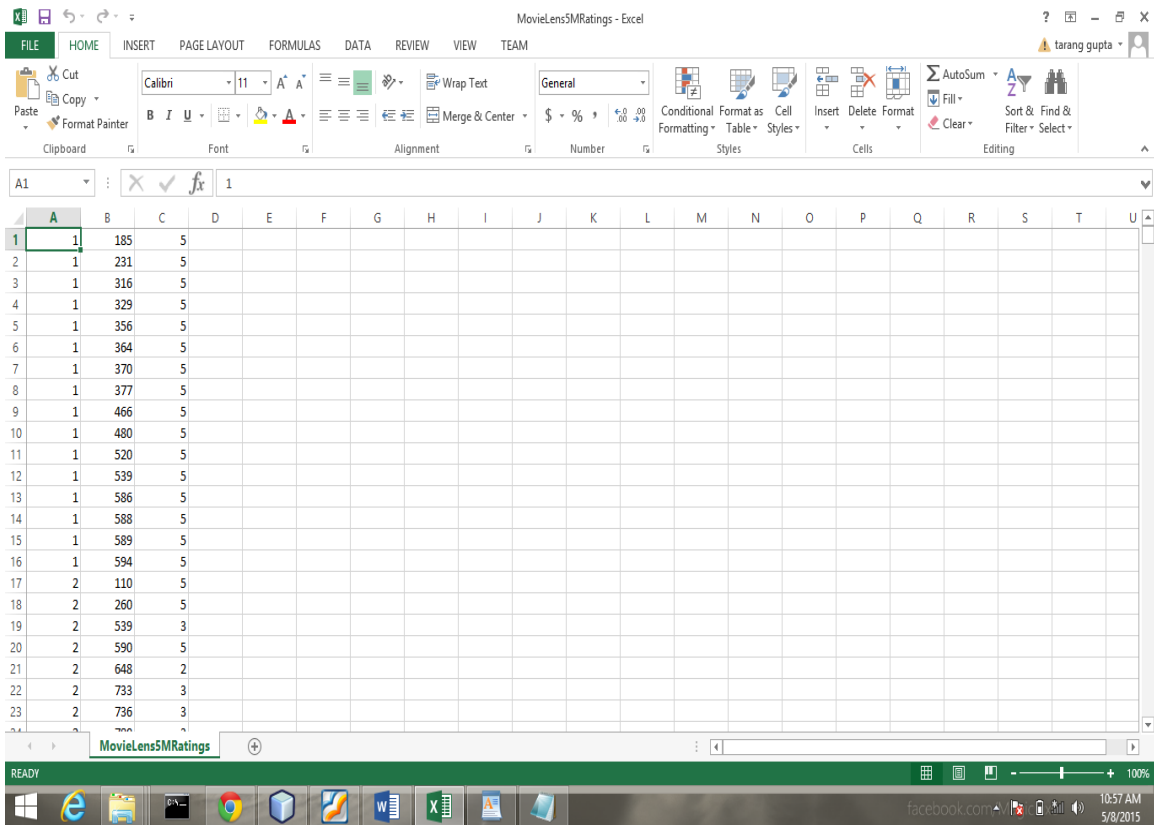 MovieLens5MRatings - Excel
FILE HOME INSERT PAGE LAYOUT FORMULAS DATA REVIEW VIEW TEAM tarang gupta
Cut
Copy
Format Painter
Paste
Clipboard
Calibri 11
B I U
Font
Wrap Text
Merge & Center
Alignment
General
$ % ,
Number
Conditional Formatting
Format as Table
Cell Styles
Styles
Insert Delete Format
Cells
AutoSum
Fill
Clear
Sort & Filter
Find & Select
Editing
A1 fx 1
A B C D E F G H I J K L M N O P Q R S T U
1 1 185 5
2 1 231 5
3 1 316 5
4 1 329 5
5 1 356 5
6 1 364 5
7 1 370 5
8 1 377 5
9 1 466 5
10 1 480 5
11 1 520 5
12 1 539 5
13 1 586 5
14 1 588 5
15 1 589 5
16 1 594 5
17 2 110 5
18 2 260 5
19 2 539 3
20 2 590 5
21 2 648 2
22 2 733 3
23 2 736 3
MovieLens5MRatings
READY 100%
facebook.com
10:57 AM
5/8/2015